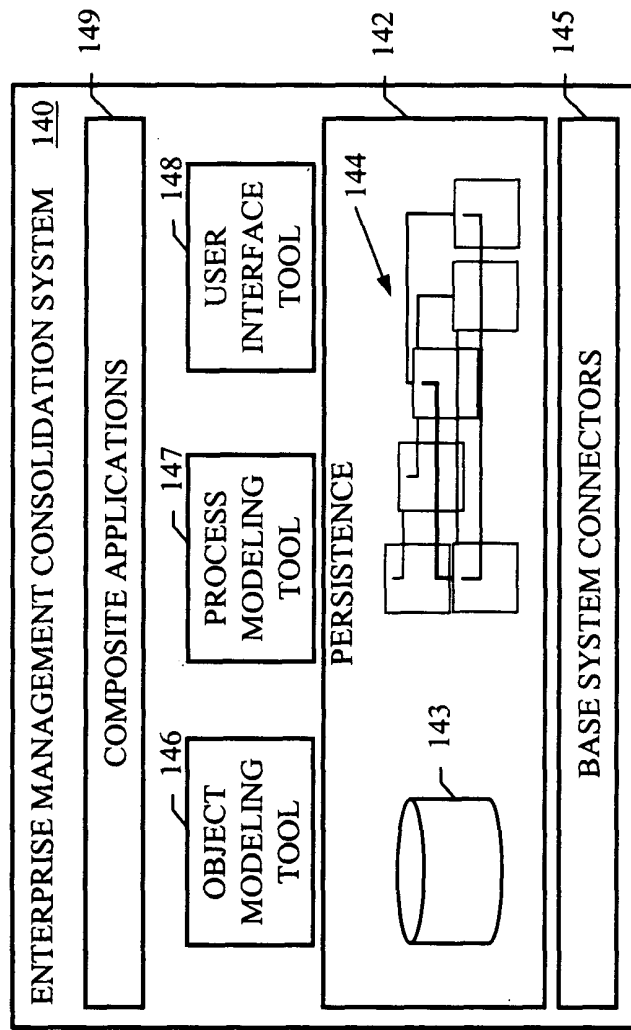 ENTERPRISE MANAGEMENT CONSOLIDATION SYSTEM 140
149
COMPOSITE APPLICATIONS
146
OBJECT
MODELING
TOOL
147
PROCESS
MODELING
TOOL
148
USER
INTERFACE
TOOL
142
PERSISTENCE
143
144
145
BASE SYSTEM CONNECTORS